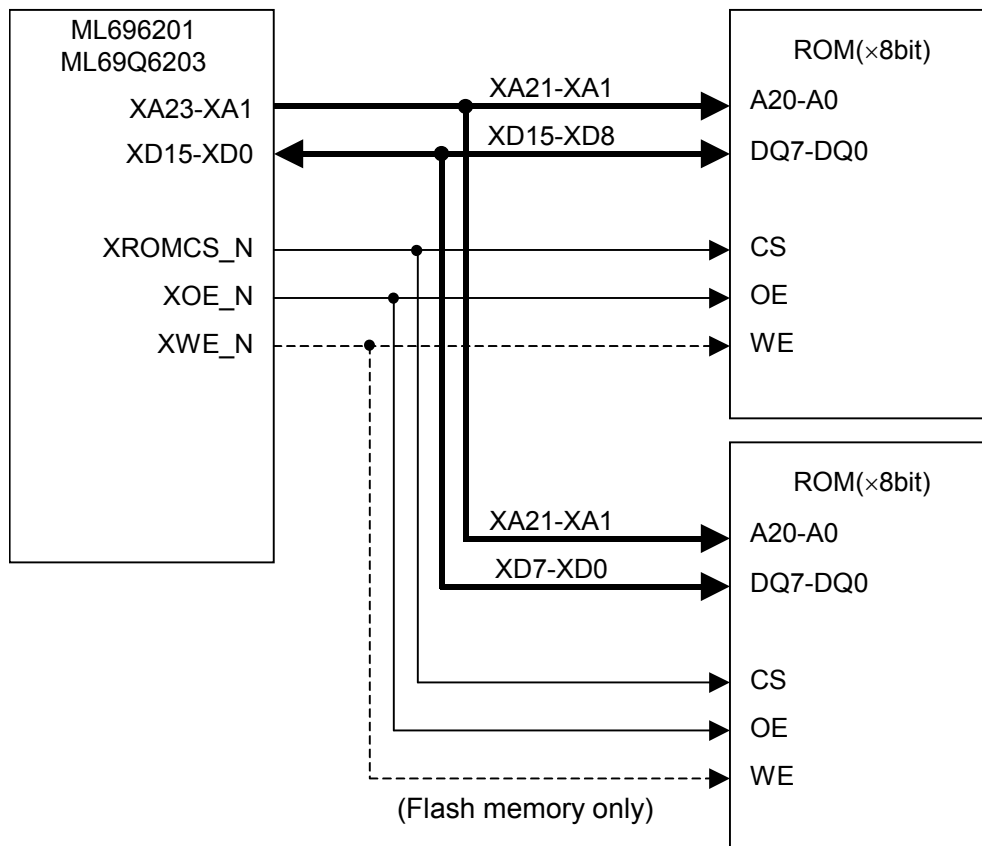 ML696201
ML69Q6203
XA23-XA1
XD15-XD0
XROMCS_N
XOE_N
XWE_N
XA21-XA1
XD15-XD8
ROM(×8bit)
A20-A0
DQ7-DQ0
CS
OE
WE
ROM(×8bit)
XA21-XA1
A20-A0
XD7-XD0
DQ7-DQ0
CS
OE
WE
(Flash memory only)